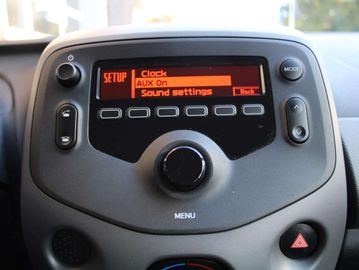 SETUP
Clock
AUX On
Sound settings
Back
MODE
MENU